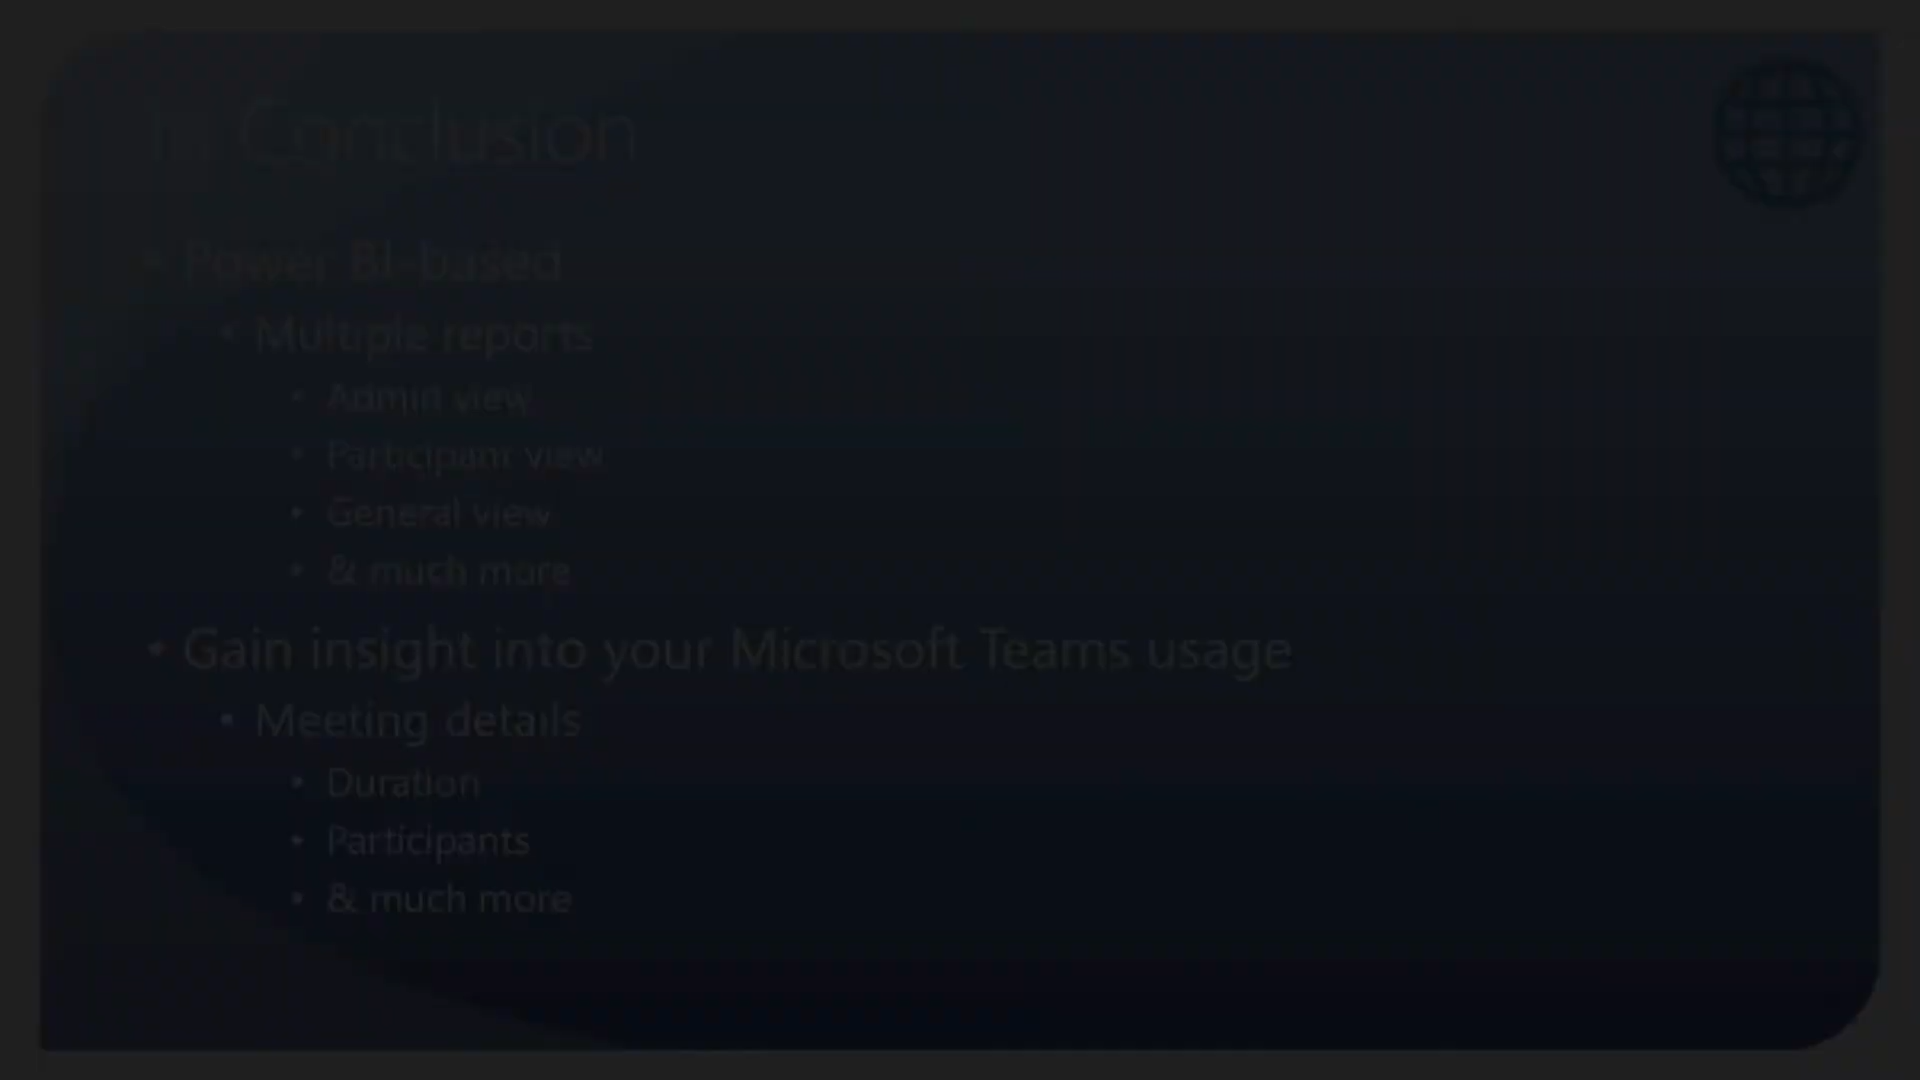 In Conclusion
• Power BI-based
• Multiple reports
• Admin view
• Participant view
• General view
• & much more
• Gain insight into your Microsoft Teams usage
• Meeting details
• Duration
• Participants
• & much more